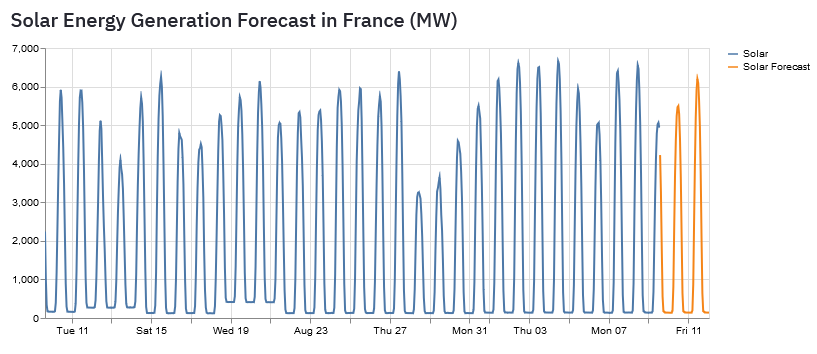 Solar Energy Generation Forecast in France (MW)
7,000
6,000
5,000
4,000
3,000
2,000
1,000
0
Tue 11 Sat 15 Wed 19 Aug 23 Thu 27 Mon 31 Thu 03 Mon 07 Fri 11
Solar
Solar Forecast